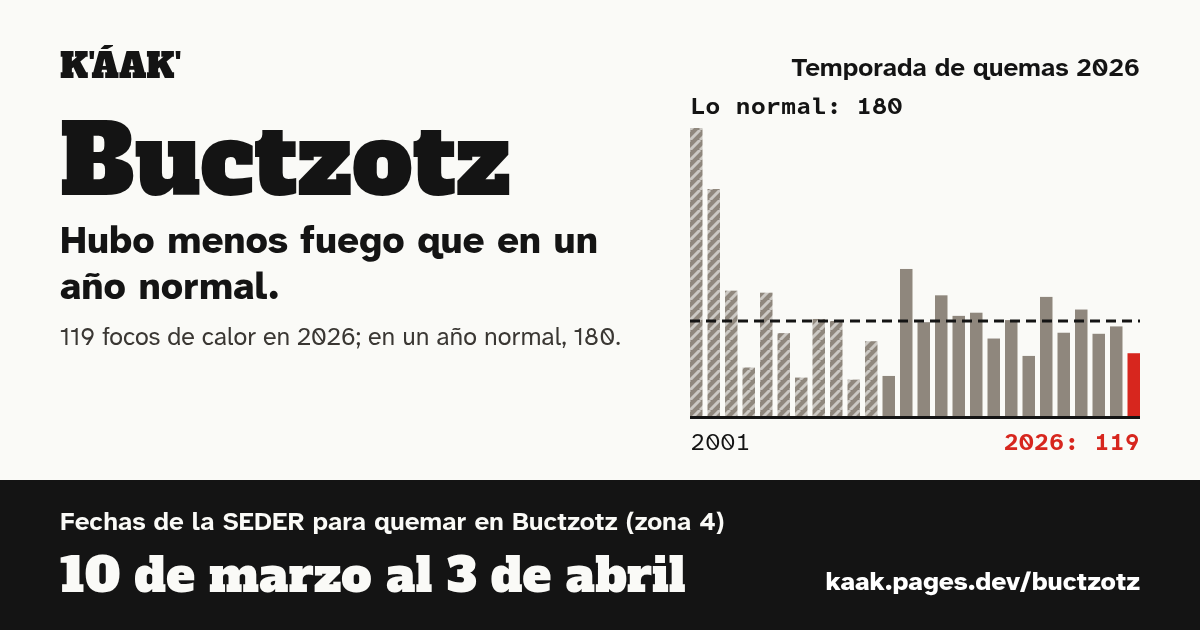 K'ÁAK'
Buctzotz
Hubo menos fuego que en un
año normal.
119 focos de calor en 2026; en un año normal, 180.
Temporada de quemas 2026
Lo normal: 180
2001
2026: 119
Fechas de la SEDER para quemar en Buctzotz (zona 4)
10 de marzo al 3 de abril
kaak.pages.dev/buctzotz